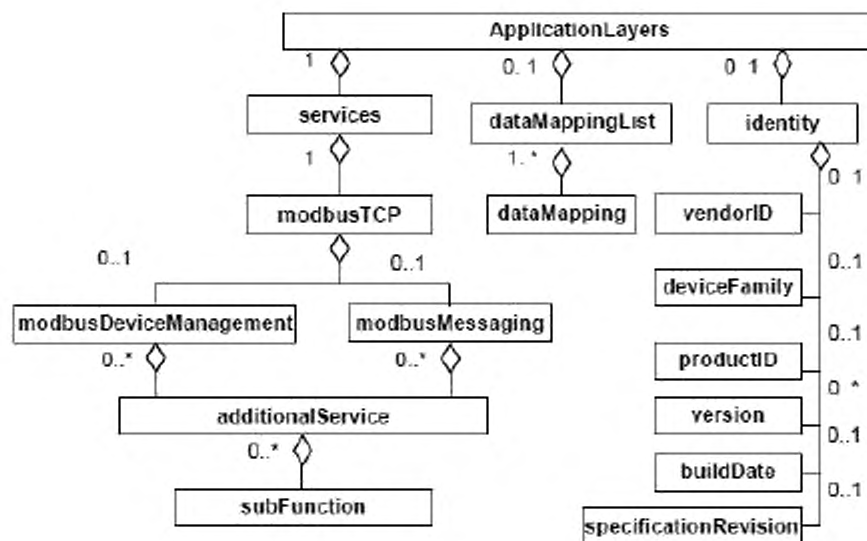 ApplicationLayers
1
0. 1
0 1
services
dataMappingList
identity
1
1. *
0 1
modbusTCP
dataMapping
vendorID
0..1
0..1
0..1
deviceFamily
modbusDeviceManagement
modbusMessaging
0..1
0..*
0..*
productID
0 *
additionalService
version
0..1
0..*
buildDate
0..1
subFunction
specificationRevision